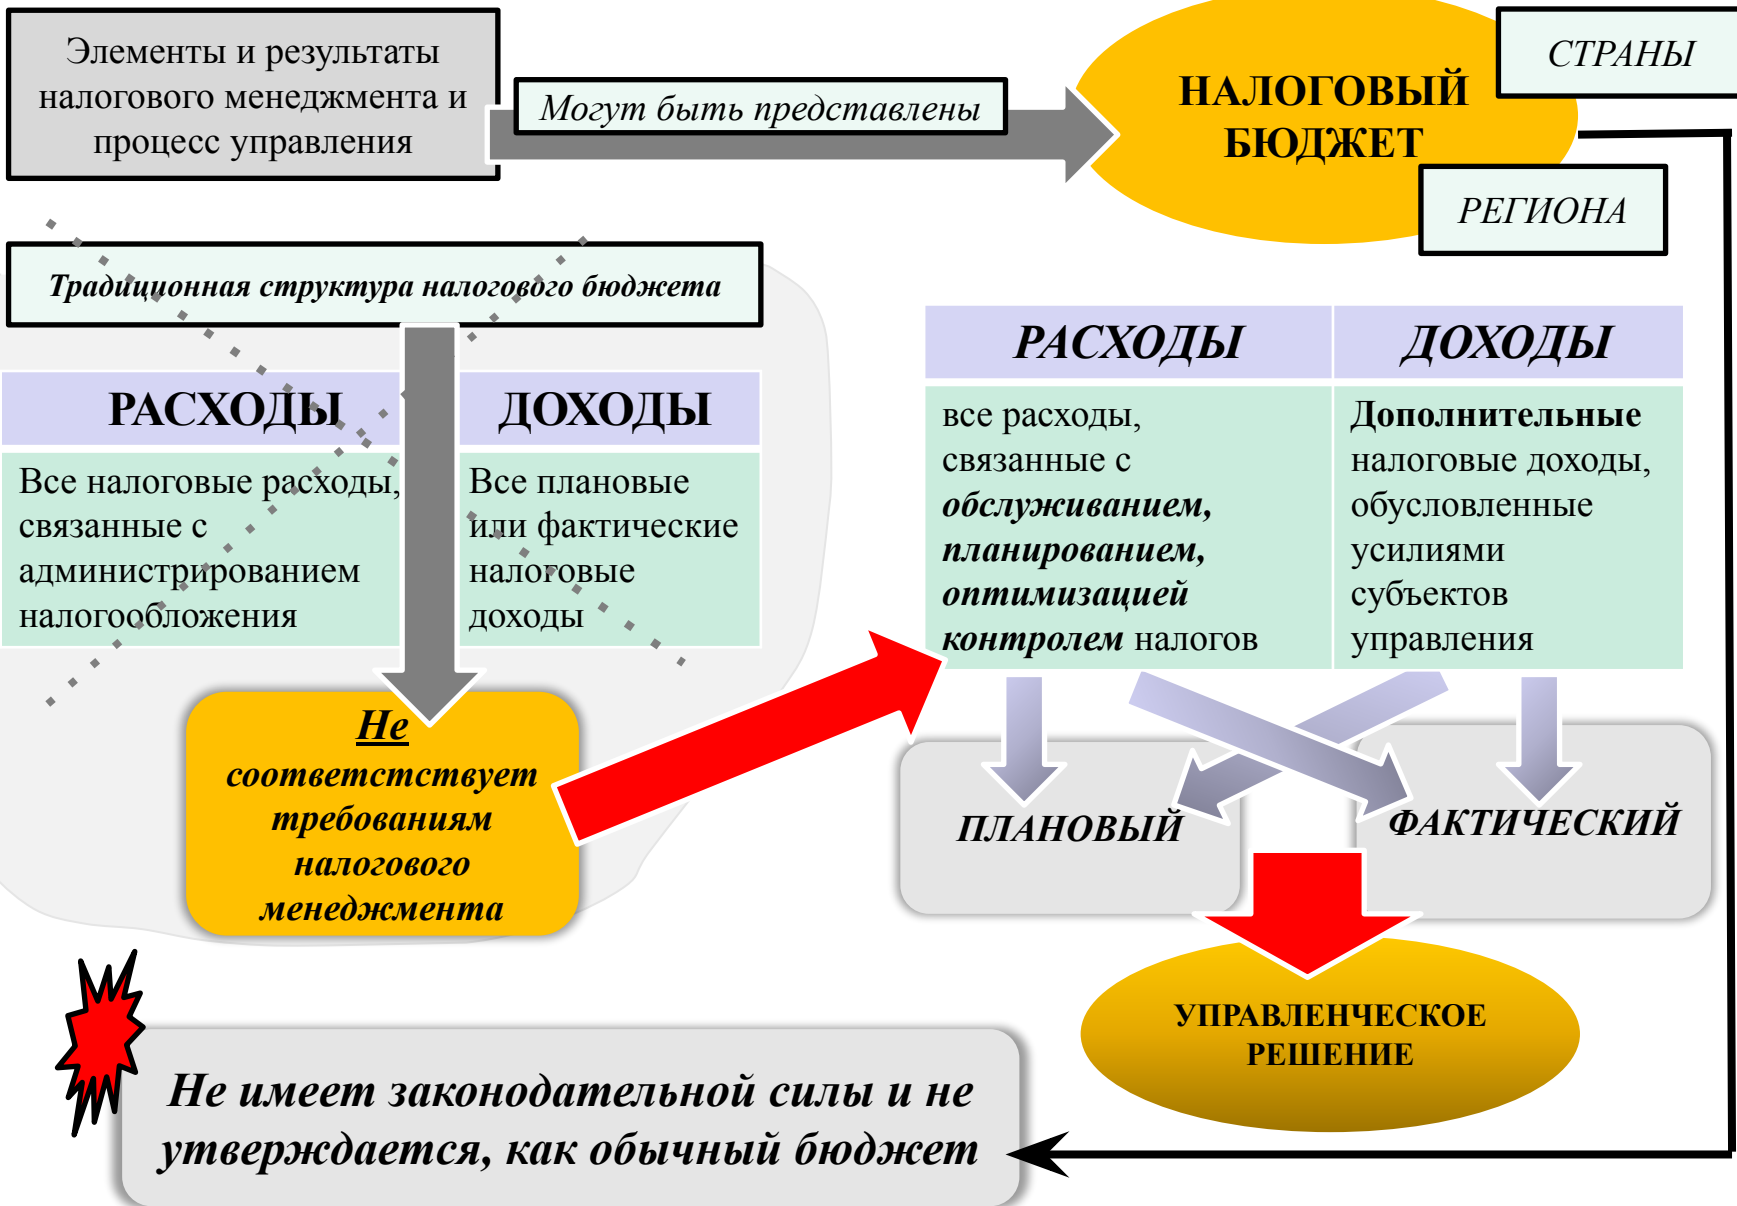 Элементы и результаты
налогового менеджмента и
процесс управления
Могут быть представлены
НАЛОГОВЫЙ
БЮДЖЕТ
СТРАНЫ
РЕГИОНА
Традиционная структура налогового бюджета
РАСХОДЫ
ДОХОДЫ
Все налоговые расходы,
связанные с
администрированием
налогообложения
Все плановые
или фактические
налоговые
доходы
Не
соответстствует
требованиям
налогового
менеджмента
РАСХОДЫ
ДОХОДЫ
все расходы,
связанные с
обслуживанием,
планированием,
оптимизацией
контролем налогов
Дополнительные
налоговые доходы,
обусловленные
усилиями
субъектов
управления
ПЛАНОВЫЙ
ФАКТИЧЕСКИЙ
УПРАВЛЕНЧЕСКОЕ
РЕШЕНИЕ
Не имеет законодательной силы и не
утверждается, как обычный бюджет